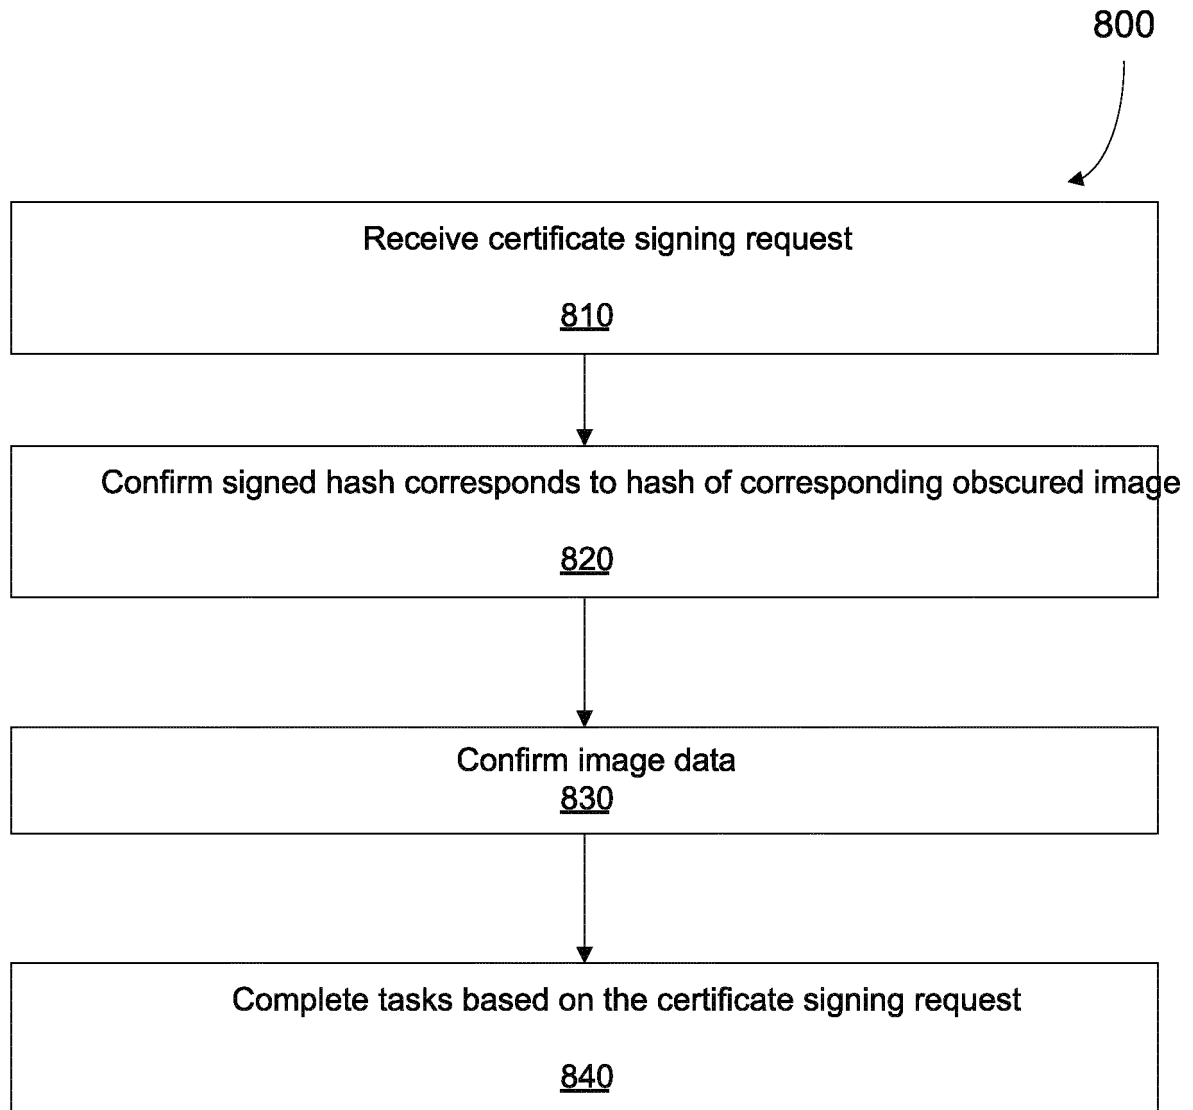 800
Receive certificate signing request
810
Confirm signed hash corresponds to hash of corresponding obscured image
820
Confirm image data
830
Complete tasks based on the certificate signing request
840